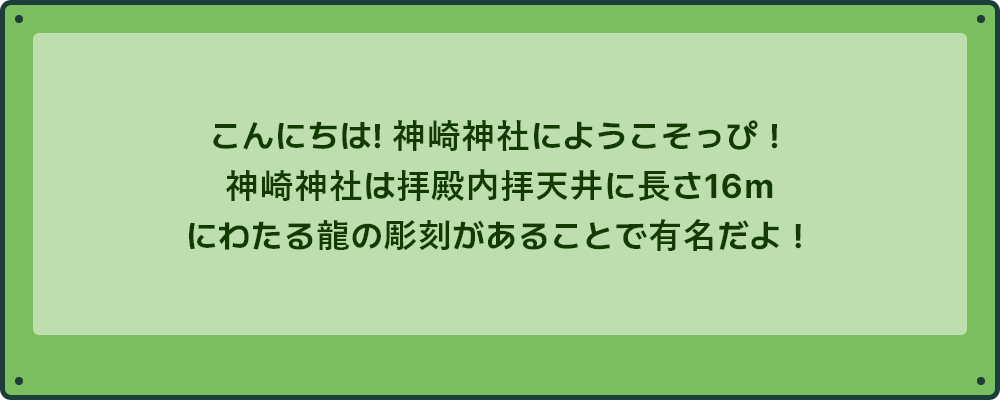 こんにちは! 神崎神社にようこそっぴ！
神崎神社は拝殿内拝天井に長さ16m
にわたる龍の彫刻があることで有名だよ！